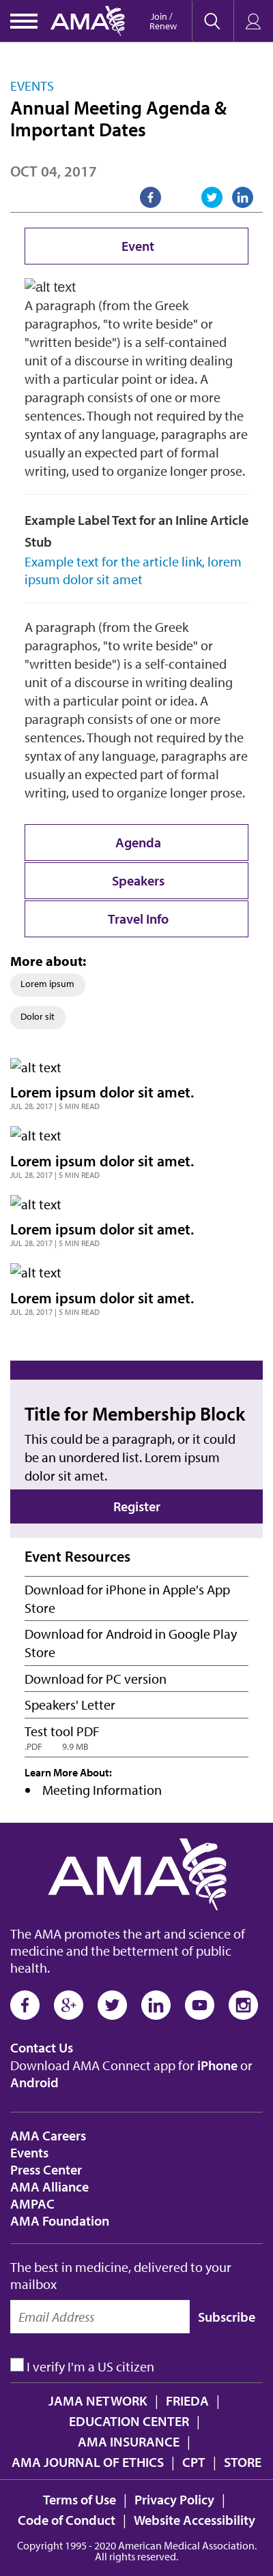 AMA
Join /
Renew
EVENTS
Annual Meeting Agenda &
Important Dates
OCT 04, 2017
Event
alt text
A paragraph (from the Greek
paragraphos, "to write beside" or
"written beside") is a self-contained
unit of a discourse in writing dealing
with a particular point or idea. A
paragraph consists of one or more
sentences. Though not required by the
syntax of any language, paragraphs are
usually an expected part of formal
writing, used to organize longer prose.
Example Label Text for an Inline Article
Stub
Example text for the article link, lorem
ipsum dolor sit amet
A paragraph (from the Greek
paragraphos, "to write beside" or
"written beside") is a self-contained
unit of a discourse in writing dealing
with a particular point or idea. A
paragraph consists of one or more
sentences. Though not required by the
syntax of any language, paragraphs are
usually an expected part of formal
writing, used to organize longer prose.
Agenda
Speakers
Travel Info
More about:
Lorem ipsum
Dolor sit
alt text
Lorem ipsum dolor sit amet.
JUL 28, 2017 | 5 MIN READ
alt text
Lorem ipsum dolor sit amet.
JUL 28, 2017 | 5 MIN READ
alt text
Lorem ipsum dolor sit amet.
JUL 28, 2017 | 5 MIN READ
alt text
Lorem ipsum dolor sit amet.
JUL 28, 2017 | 5 MIN READ
Title for Membership Block
This could be a paragraph, or it could
be an unordered list. Lorem ipsum
dolor sit amet.
Register
Event Resources
Download for iPhone in Apple's App
Store
Download for Android in Google Play
Store
Download for PC version
Speakers' Letter
Test tool PDF
.PDF 9.9 MB
Learn More About:
• Meeting Information
AMA
The AMA promotes the art and science of
medicine and the betterment of public
health.
Contact Us
Download AMA Connect app for iPhone or
Android
AMA Careers
Events
Press Center
AMA Alliance
AMPAC
AMA Foundation
The best in medicine, delivered to your
mailbox
Email Address Subscribe
I verify I'm a US citizen
JAMA NETWORK | FRIEDA |
EDUCATION CENTER |
AMA INSURANCE |
AMA JOURNAL OF ETHICS | CPT | STORE
Terms of Use | Privacy Policy |
Code of Conduct | Website Accessibility
Copyright 1995 - 2020 American Medical Association.
All rights reserved.